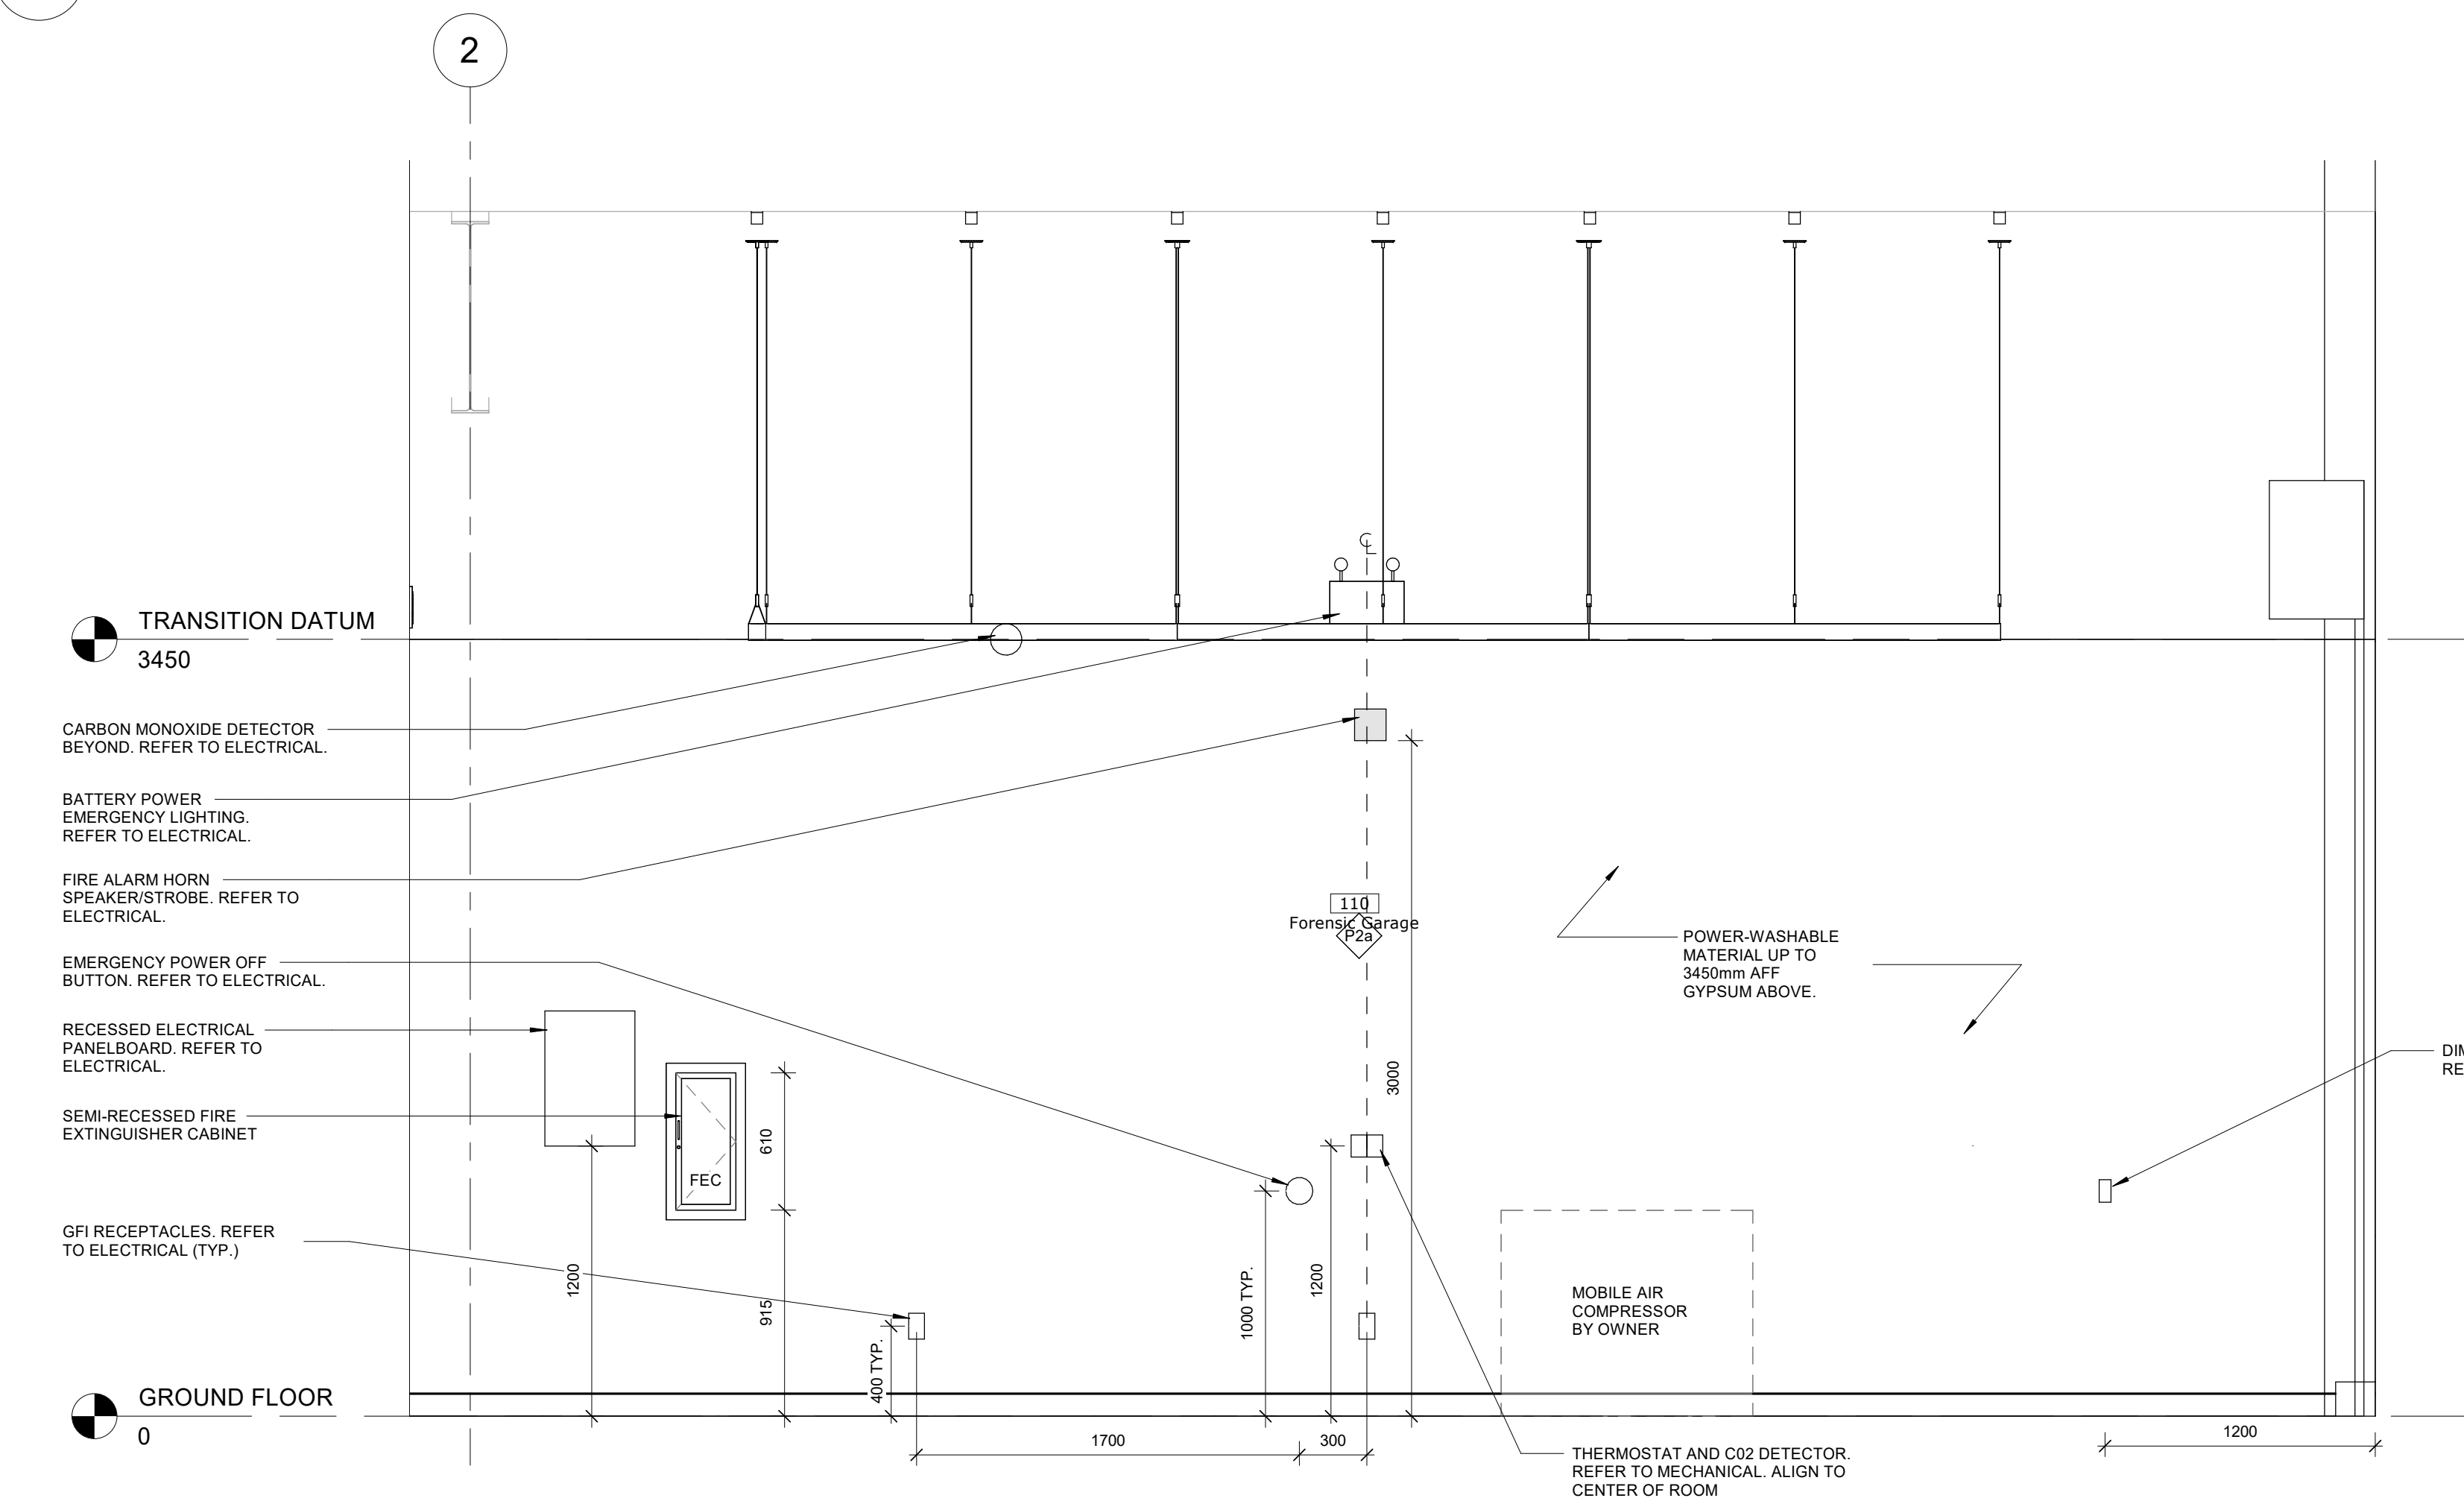 2
TRANSITION DATUM
3450
CARBON MONOXIDE DETECTOR
BEYOND. REFER TO ELECTRICAL.
BATTERY POWER
EMERGENCY LIGHTING.
REFER TO ELECTRICAL.
FIRE ALARM HORN
SPEAKER/STROBE. REFER TO
ELECTRICAL.
EMERGENCY POWER OFF
BUTTON. REFER TO ELECTRICAL.
RECESSED ELECTRICAL
PANELBOARD. REFER TO
ELECTRICAL.
SEMI-RECESSED FIRE
EXTINGUISHER CABINET
GFI RECEPTACLES. REFER
TO ELECTRICAL (TYP.)
GROUND FLOOR
0
FEC
610
915
1200
400 TYP.
1000 TYP.
1200
3000
110
Forensic Garage
P2a
POWER-WASHABLE
MATERIAL UP TO
3450mm AFF
GYPSUM ABOVE.
MOBILE AIR
COMPRESSOR
BY OWNER
1700
300
1200
THERMOSTAT AND C02 DETECTOR.
REFER TO MECHANICAL. ALIGN TO
CENTER OF ROOM